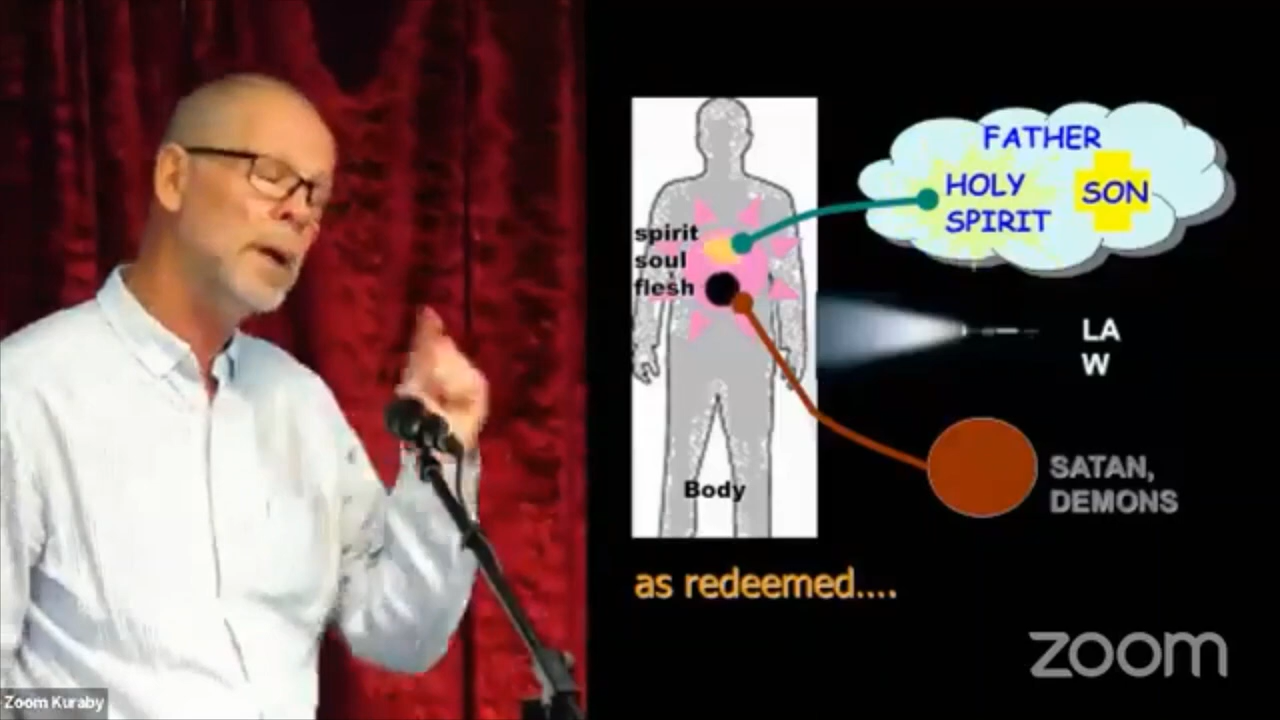 FATHER
HOLY
SPIRIT
SON
spirit
soul
flesh
LA
W
SATAN,
DEMONS
Body
as redeemed....
zoom
Zoom Kuraby